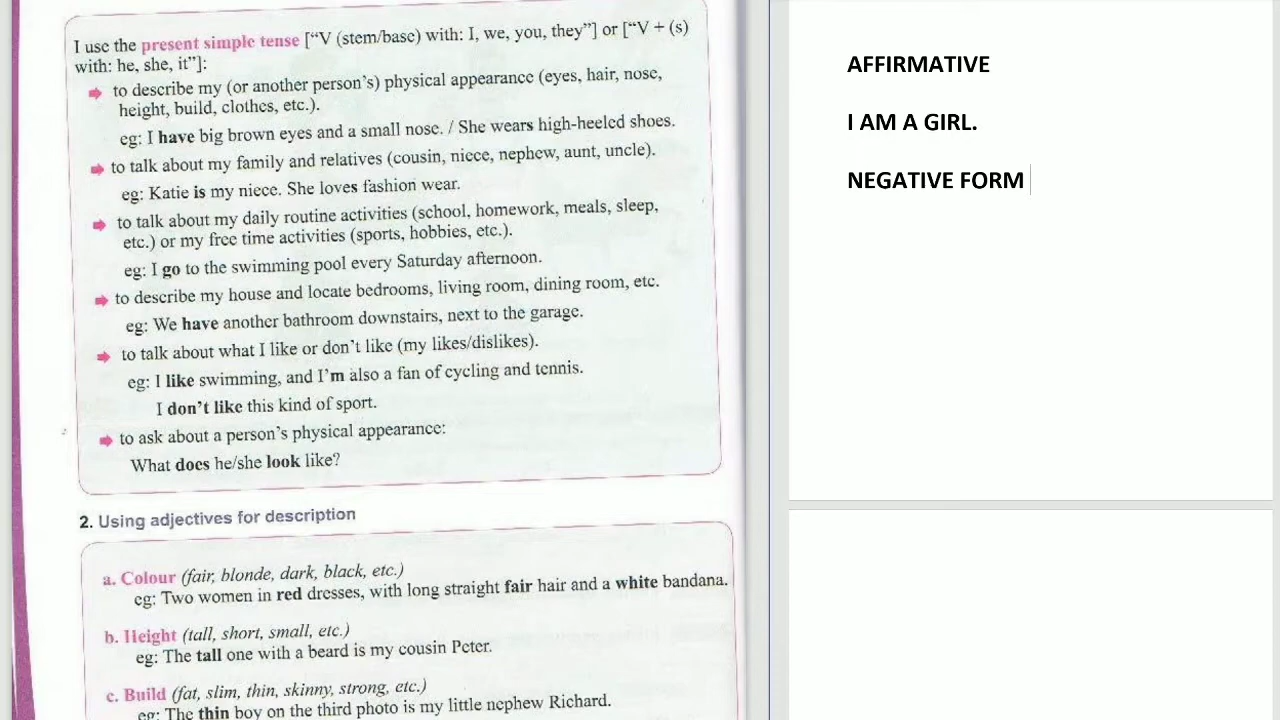 I use the present simple tense [“V (stem/base) with: I, we, you, they”] or [“V + (s)
with: he, she, it”]:
to describe my (or another person’s) physical appearance (eyes, hair, nose,
height, build, clothes, etc.).
eg: I have big brown eyes and a small nose. / She wears high-heeled shoes.
to talk about my family and relatives (cousin, niece, nephew, aunt, uncle).
eg: Katie is my niece. She loves fashion wear.
to talk about my daily routine activities (school, homework, meals, sleep,
etc.) or my free time activities (sports, hobbies, etc.).
eg: I go to the swimming pool every Saturday afternoon.
to describe my house and locate bedrooms, living room, dining room, etc.
eg: We have another bathroom downstairs, next to the garage.
to talk about what I like or don’t like (my likes/dislikes).
eg: I like swimming, and I’m also a fan of cycling and tennis.
I don’t like this kind of sport.
to ask about a person’s physical appearance:
What does he/she look like?
2. Using adjectives for description
a. Colour (fair, blonde, dark, black, etc.)
eg: Two women in red dresses, with long straight fair hair and a white bandana.
b. Height (tall, short, small, etc.)
eg: The tall one with a beard is my cousin Peter.
c. Build (fat, slim, thin, skinny, strong, etc.)
eg: The thin boy on the third photo is my little nephew Richard.
AFFIRMATIVE
I AM A GIRL.
NEGATIVE FORM